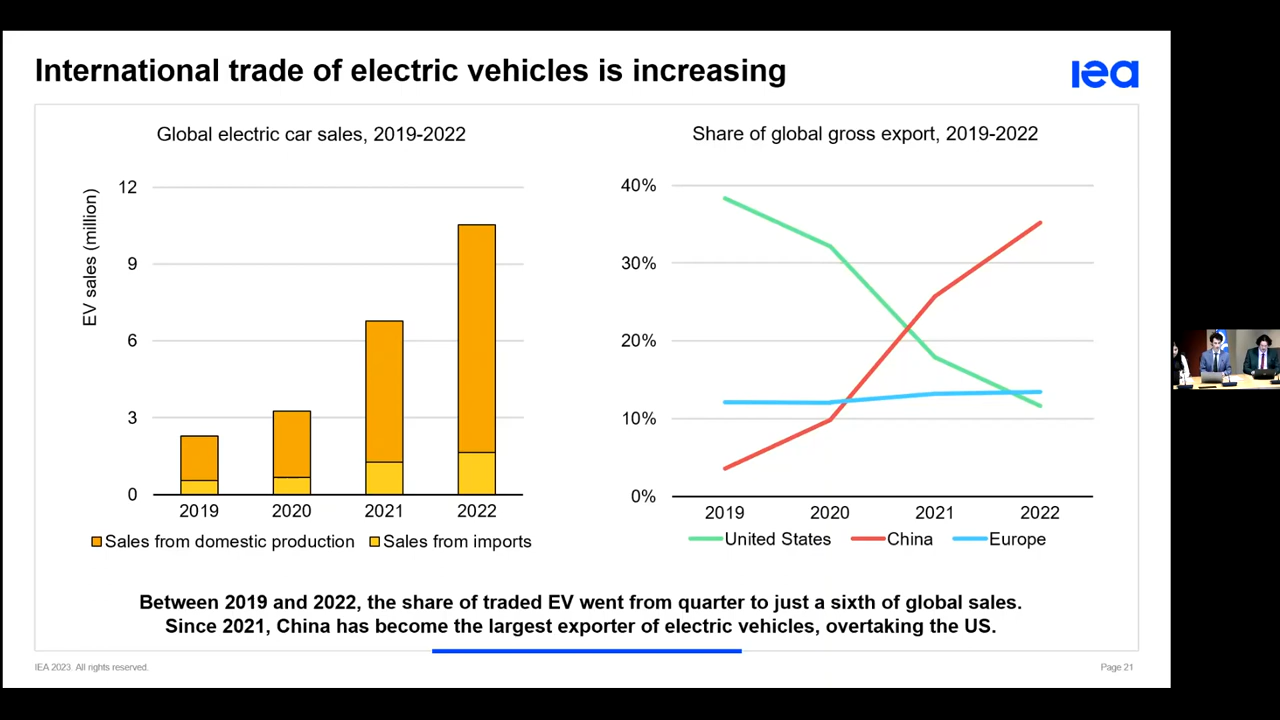 International trade of electric vehicles is increasing
iea
Global electric car sales, 2019-2022
EV sales (million)
12
9
6
3
0
2019 2020 2021 2022
Sales from domestic production Sales from imports
Share of global gross export, 2019-2022
40%
30%
20%
10%
0%
2019 2020 2021 2022
United States China Europe
Between 2019 and 2022, the share of traded EV went from quarter to just a sixth of global sales.
Since 2021, China has become the largest exporter of electric vehicles, overtaking the US.
IEA 2023. All rights reserved.
Page 21